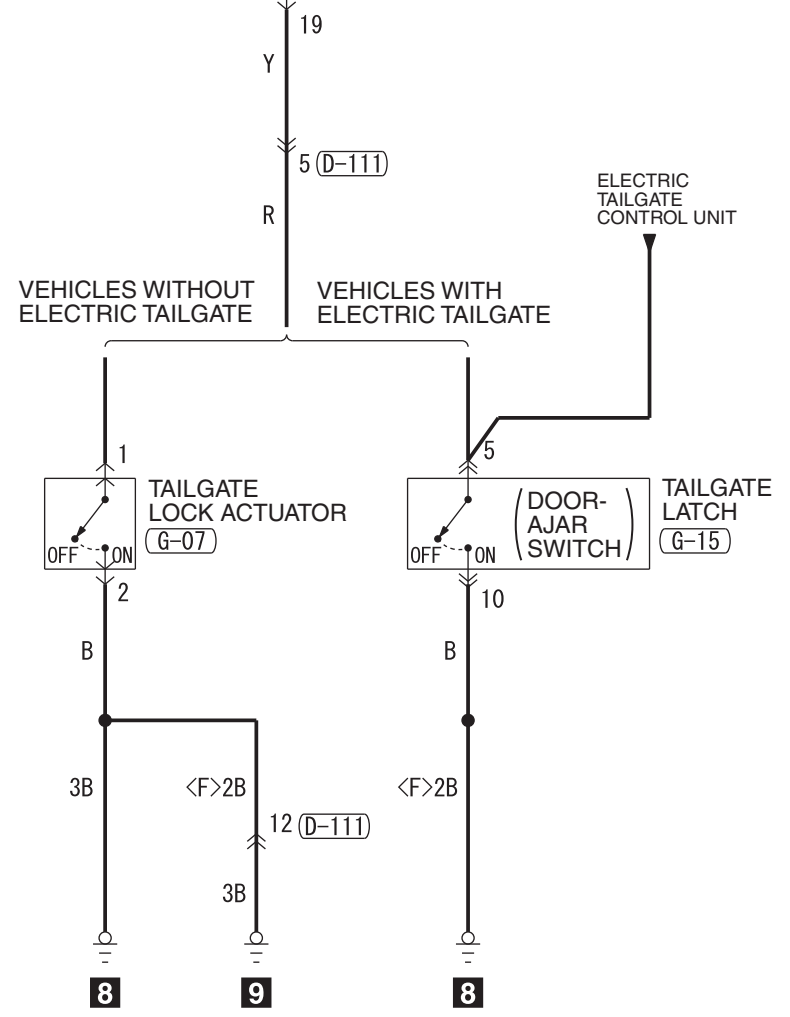 19
Y
5 (D-111)
ELECTRIC
TAILGATE
CONTROL UNIT
R
VEHICLES WITHOUT
ELECTRIC TAILGATE
VEHICLES WITH
ELECTRIC TAILGATE
1
TAILGATE
LOCK ACTUATOR
G-07
OFF ON
2
5
DOOR-
AJAR
SWITCH
OFF ON
TAILGATE
LATCH
G-15
10
B
B
3B
<F>2B
<F>2B
12 (D-111)
3B
8
9
8